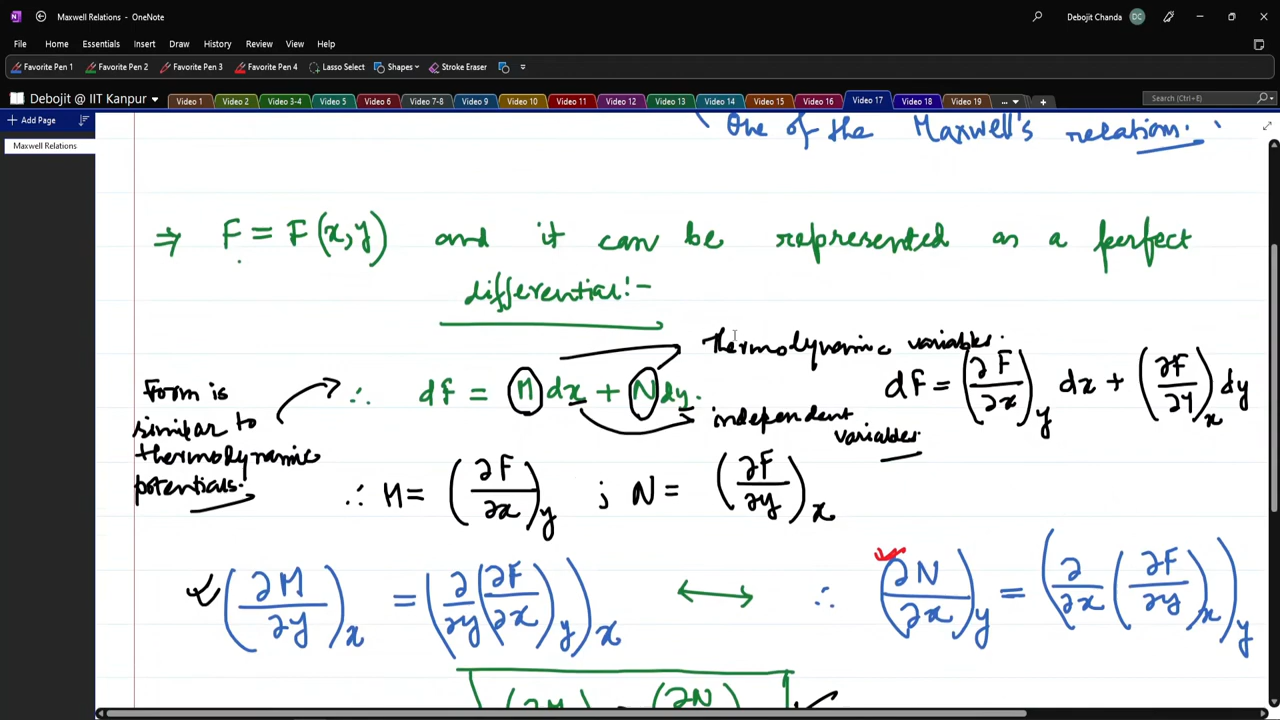 Maxwell Relations - OneNote
Debojit Chanda DC
File Home Essentials Insert Draw History Review View Help
Favorite Pen 1 Favorite Pen 2 Favorite Pen 3 Favorite Pen 4 Lasso Select Shapes Stroke Eraser
Debojit @ IIT Kanpur Video 1 Video 2 Video 3-4 Video 5 Video 6 Video 7-8 Video 9 Video 10 Video 11 Video 12 Video 13 Video 14 Video 15 Video 16 Video 17 Video 18 Video 19 ... Search (Ctrl+E)
Add Page
Maxwell Relations
( One of the Maxwell's relation.
⇒ F = F(x,y) and it can be represented as a perfect
differential:-
thermodynamic variables.
Form is
similar to
thermodynamic
potentials.
∴ dF = M dx + N dy.
independent
variables.
dF = (∂F/∂x)_y dx + (∂F/∂y)_x dy
∴ M = (∂F/∂x)_y ; N = (∂F/∂y)_x
(∂M/∂y)_x = (∂/∂y (∂F/∂x)_y)_x ↔ ∴ (∂N/∂x)_y = (∂/∂x (∂F/∂y)_x)_y
(∂M) = (∂N)